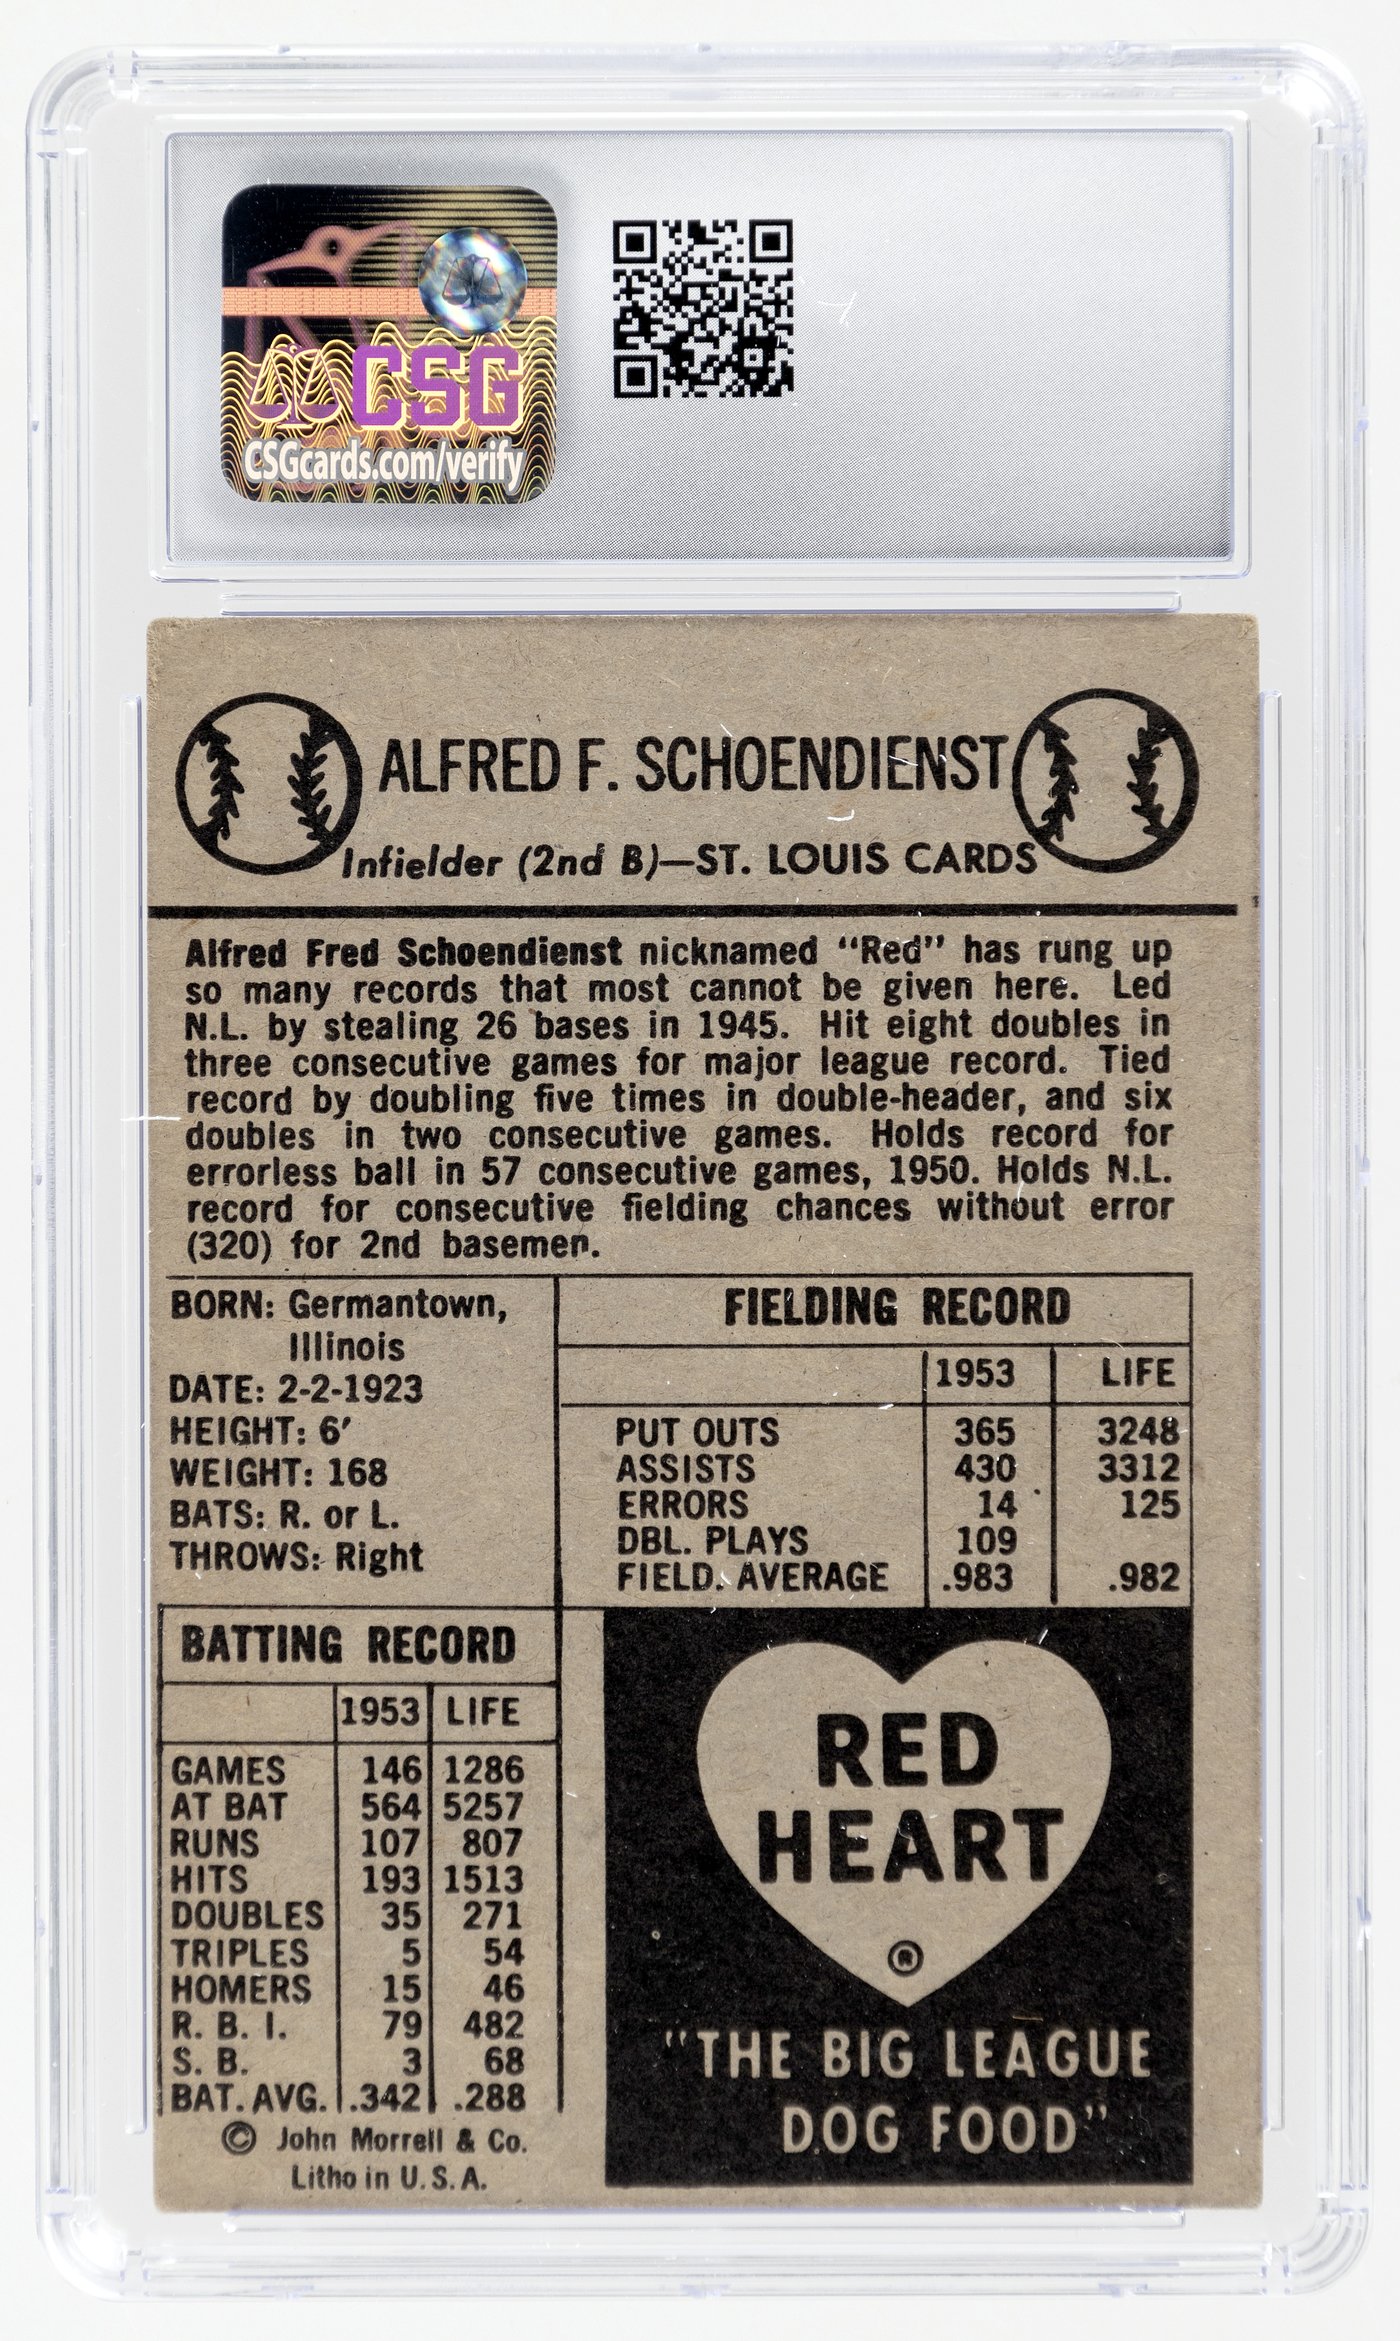 CSG
CSGcards.com/verify
ALFRED F. SCHOENDIENST
Infielder (2nd B)—ST. LOUIS CARDS
Alfred Fred Schoendienst nicknamed "Red" has rung up
so many records that most cannot be given here. Led
N.L. by stealing 26 bases in 1945. Hit eight doubles in
three consecutive games for major league record. Tied
record by doubling five times in double-header, and six
doubles in two consecutive games. Holds record for
errorless ball in 57 consecutive games, 1950. Holds N.L.
record for consecutive fielding chances without error
(320) for 2nd basemen.
BORN: Germantown,
Illinois
DATE: 2-2-1923
HEIGHT: 6'
WEIGHT: 168
BATS: R. or L.
THROWS: Right
FIELDING RECORD
1953 LIFE
PUT OUTS 365 3248
ASSISTS 430 3312
ERRORS 14 125
DBL. PLAYS 109
FIELD. AVERAGE .983 .982
BATTING RECORD
1953 LIFE
GAMES 146 1286
AT BAT 564 5257
RUNS 107 807
HITS 193 1513
DOUBLES 35 271
TRIPLES 5 54
HOMERS 15 46
R. B. I. 79 482
S. B. 3 68
BAT. AVG. .342 .288
© John Morrell & Co.
Litho in U. S. A.
RED
HEART
®
"THE BIG LEAGUE
DOG FOOD"